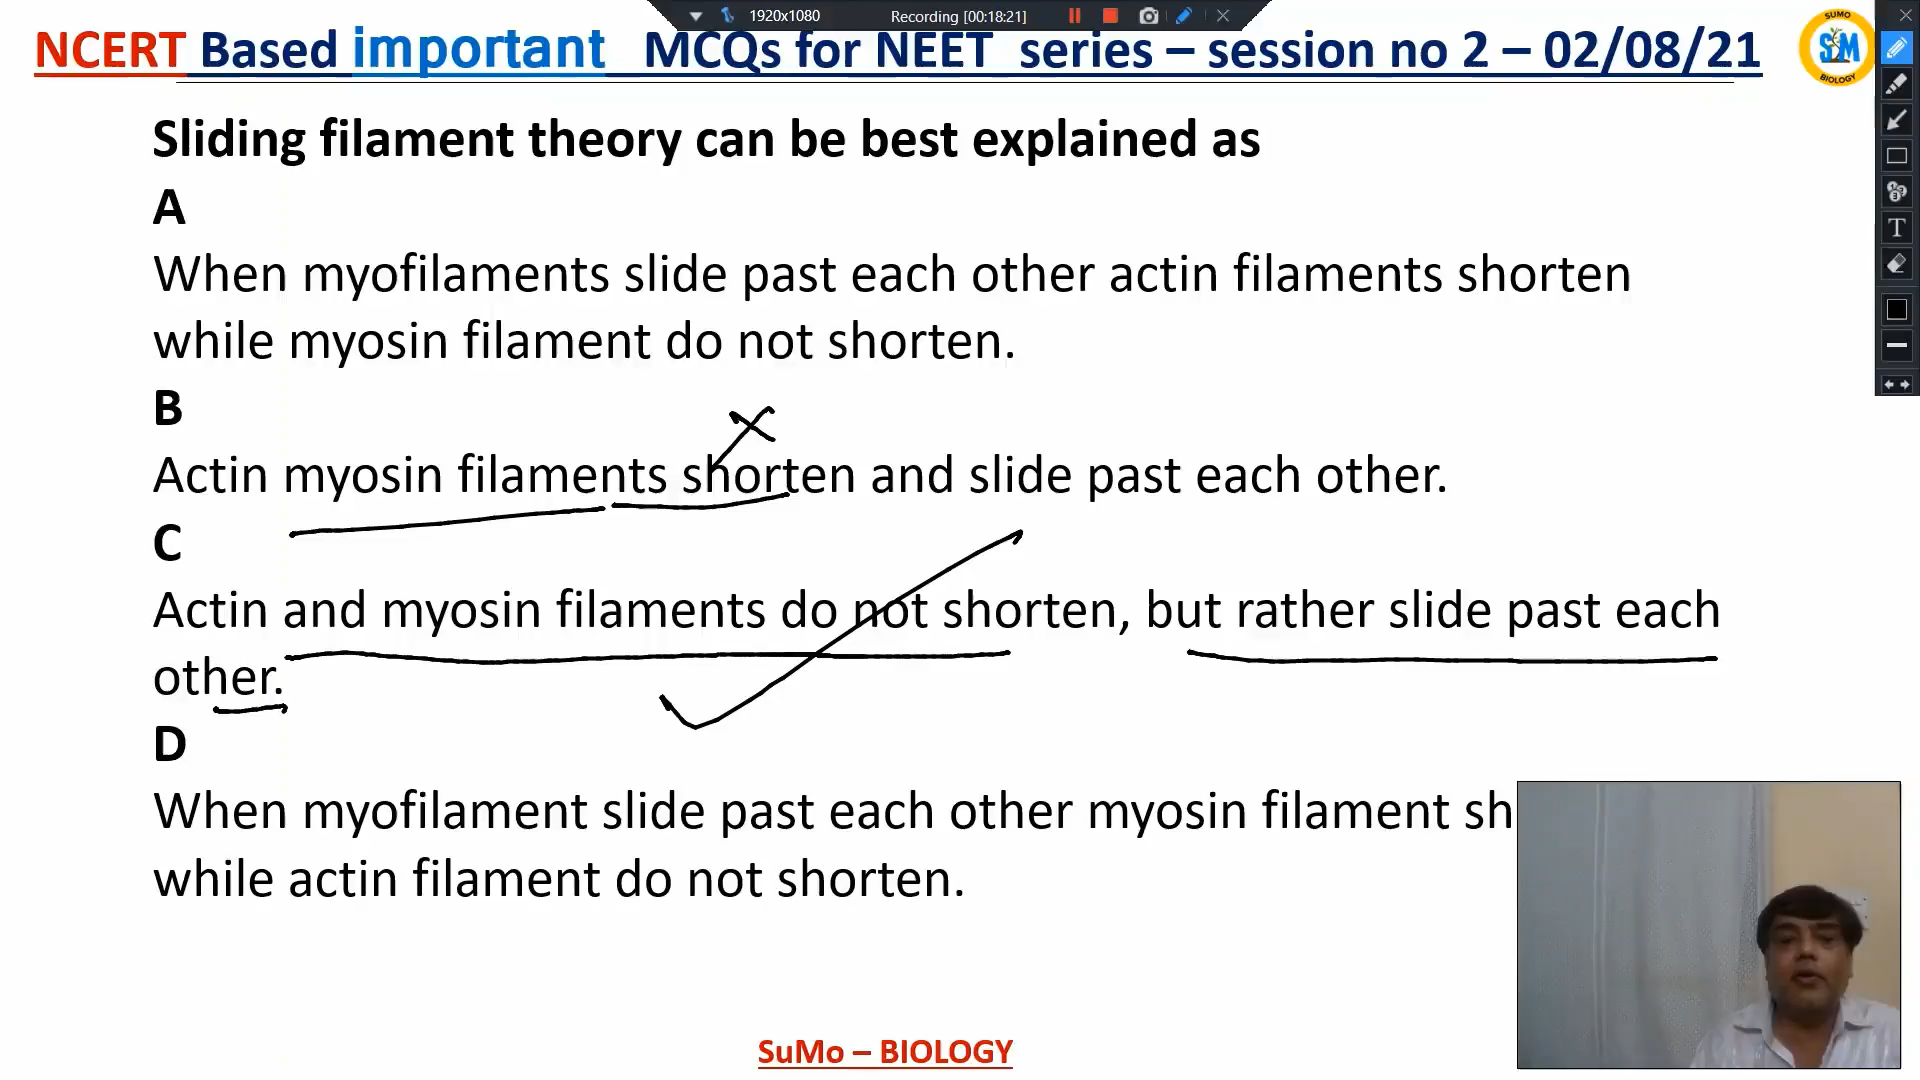 1920x1080
Recording [00:18:21]
NCERT Based important MCQs for NEET series – session no 2 – 02/08/21
SUMO
SM
BIOLOGY
Sliding filament theory can be best explained as
A
When myofilaments slide past each other actin filaments shorten
while myosin filament do not shorten.
B
Actin myosin filaments shorten and slide past each other.
C
Actin and myosin filaments do not shorten, but rather slide past each
other.
D
When myofilament slide past each other myosin filament sh
while actin filament do not shorten.
SuMo – BIOLOGY